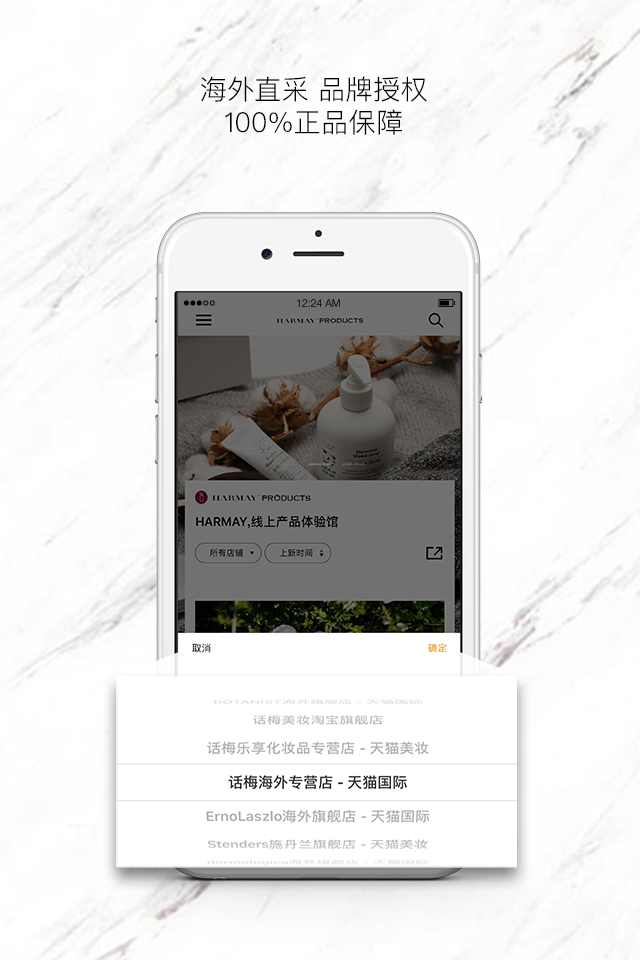 海外直采 品牌授权
100%正品保障
12:24 AM
HARMAY PRODUCTS
HARMAY PRODUCTS
HARMAY,线上产品体验馆
所有店铺
上新时间
取消
确定
BOTANIST海外旗舰店 - 天猫国际
话梅美妆淘宝旗舰店
话梅乐享化妆品专营店 - 天猫美妆
话梅海外专营店 - 天猫国际
ErnoLaszlo海外旗舰店 - 天猫国际
Stenders施丹兰旗舰店 - 天猫美妆
dermalogica海外旗舰店 - 天猫国际